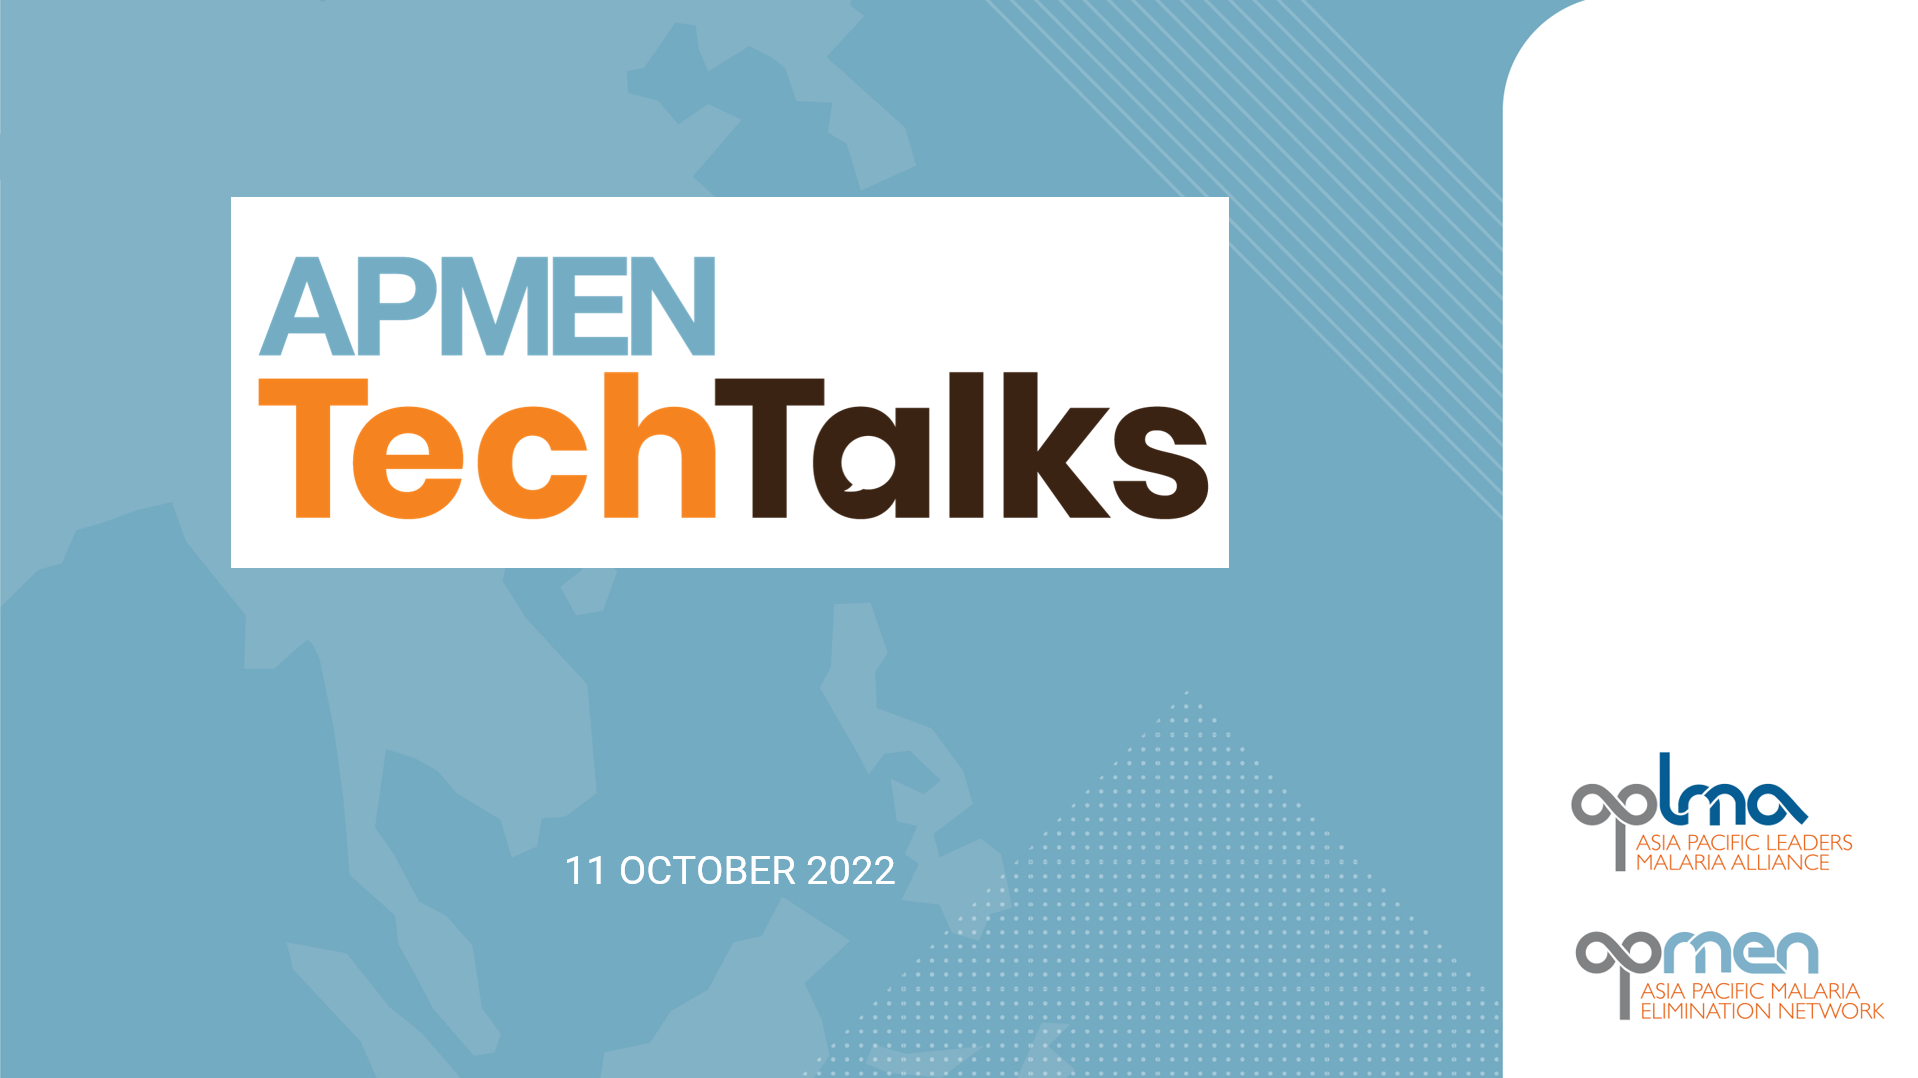 APMEN
TechTalks
11 OCTOBER 2022
aplma
ASIA PACIFIC LEADERS
MALARIA ALLIANCE
apmen
ASIA PACIFIC MALARIA
ELIMINATION NETWORK